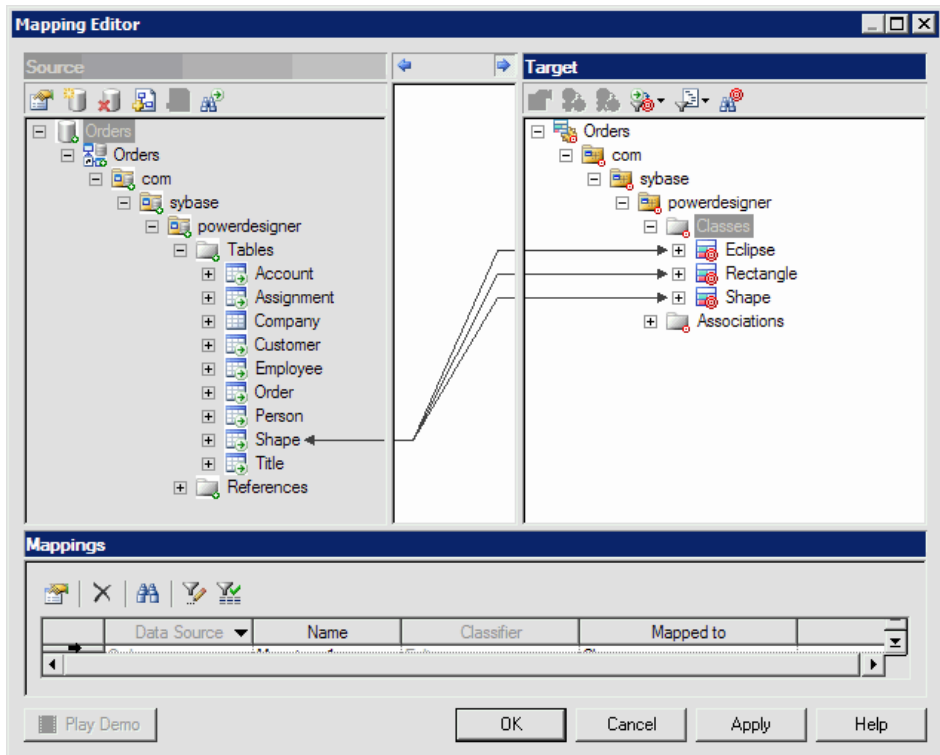 Mapping Editor
Source
Target
Orders
Orders
com
sybase
powerdesigner
Tables
Account
Assignment
Company
Customer
Employee
Order
Person
Shape
Title
References
Orders
com
sybase
powerdesigner
Classes
Eclipse
Rectangle
Shape
Associations
Mappings
Data Source Name Classifier Mapped to
Play Demo OK Cancel Apply Help